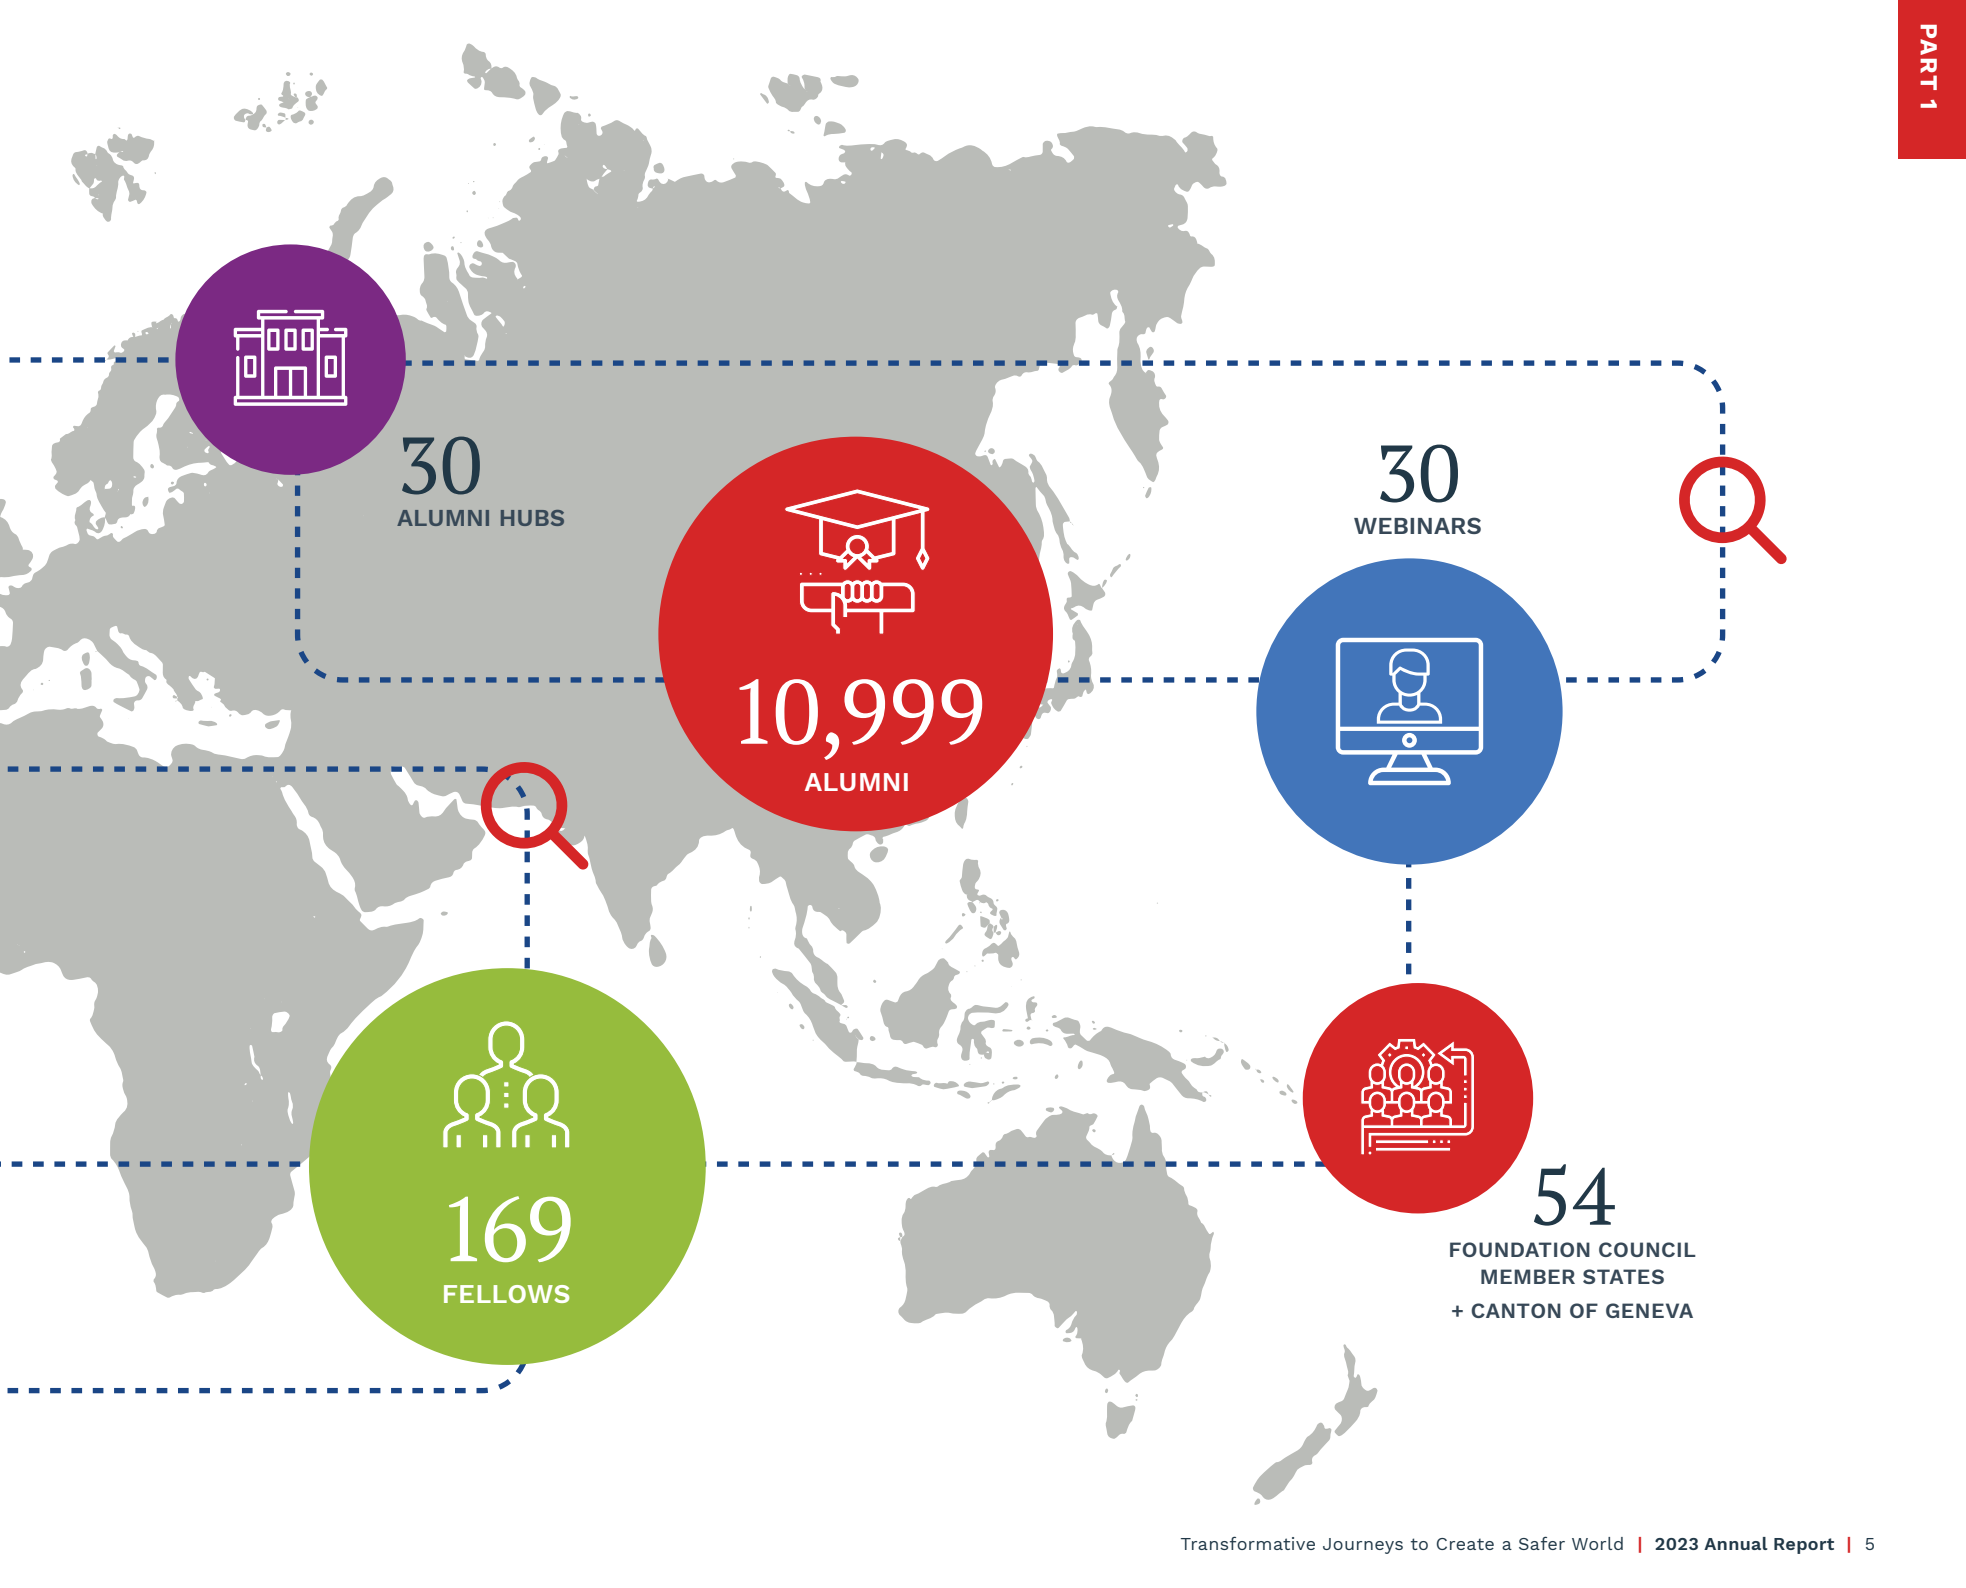 PART 1
30
ALUMNI HUBS
10,999
ALUMNI
30
WEBINARS
169
FELLOWS
54
FOUNDATION COUNCIL
MEMBER STATES
+ CANTON OF GENEVA
Transformative Journeys to Create a Safer World | 2023 Annual Report | 5